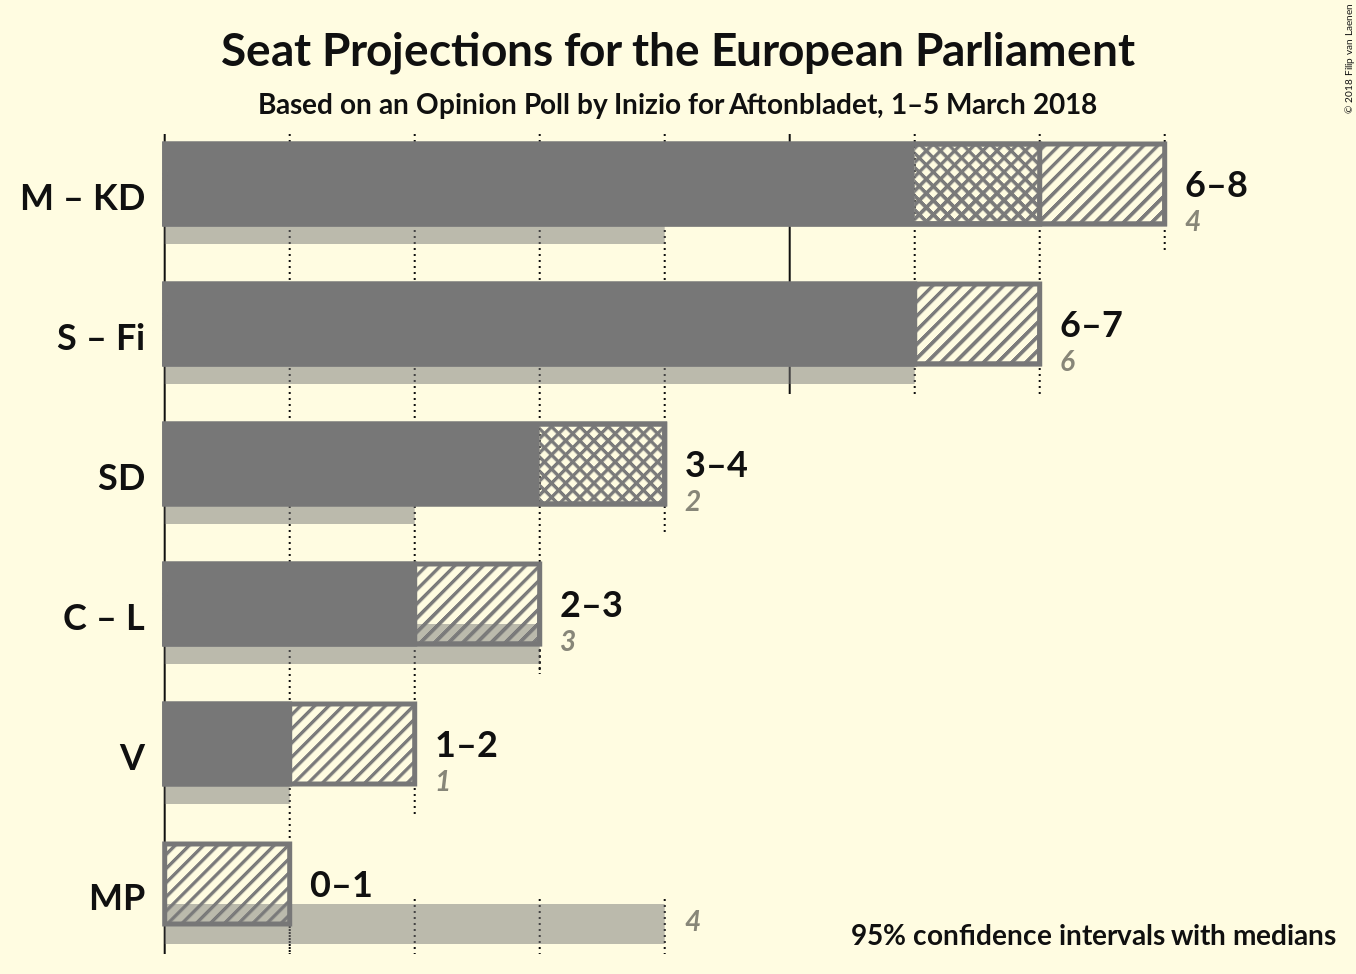 Seat Projections for the European Parliament
Based on an Opinion Poll by Inizio for Aftonbladet, 1–5 March 2018
© 2018 Filip van Laenen
M – KD
6–8
4
S – Fi
6–7
6
SD
3–4
2
C – L
2–3
3
V
1–2
1
MP
0–1
4
95% confidence intervals with medians